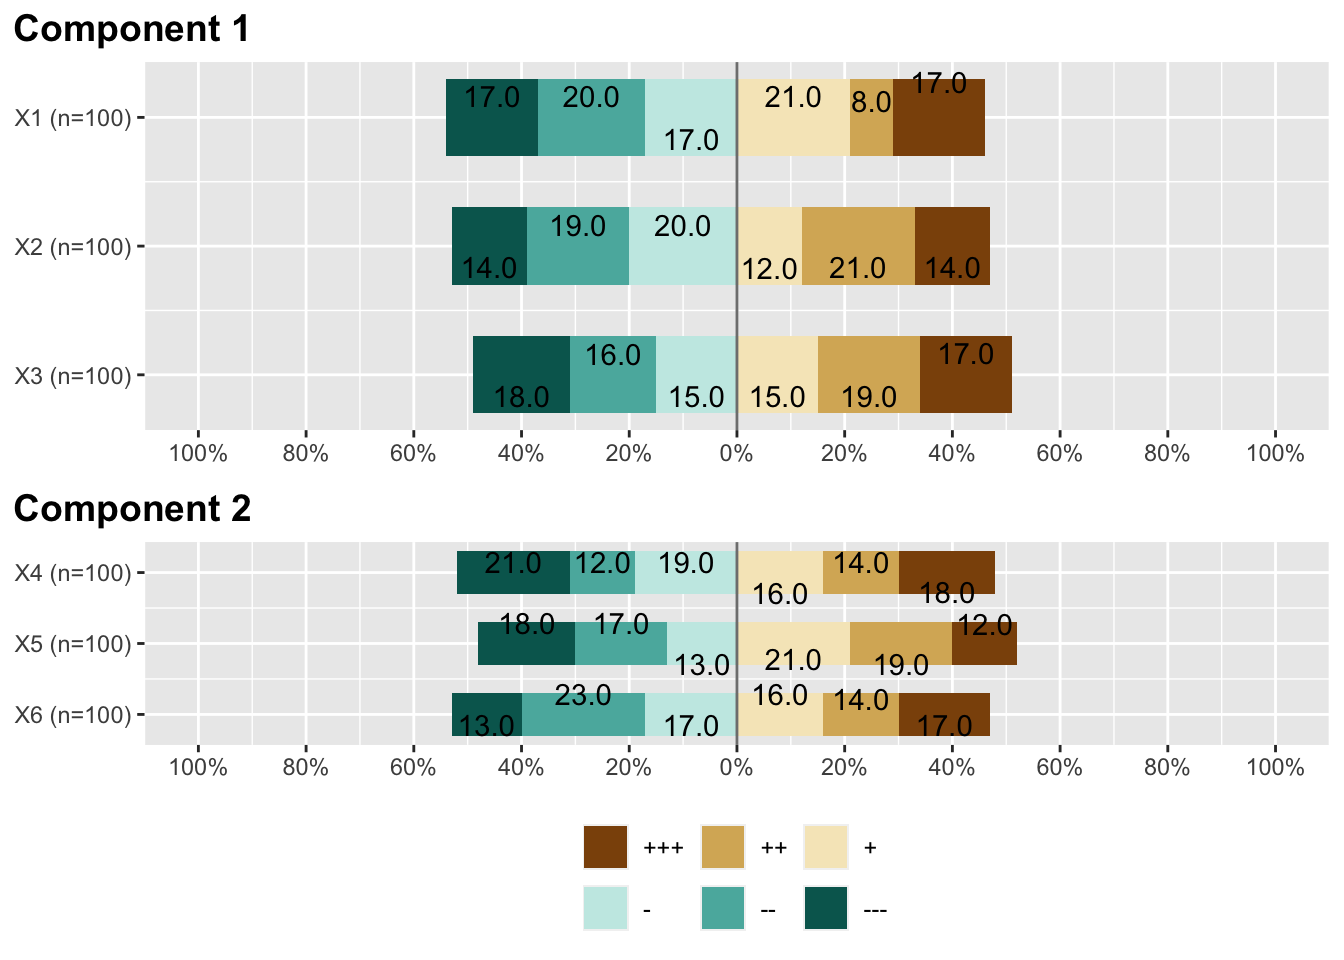 Component 1
X1 (n=100) 17.0 20.0 17.0 21.0 8.0 17.0
X2 (n=100) 14.0 19.0 20.0 12.0 21.0 14.0
X3 (n=100) 18.0 16.0 15.0 15.0 19.0 17.0
100% 80% 60% 40% 20% 0% 20% 40% 60% 80% 100%
Component 2
X4 (n=100) 21.0 12.0 19.0 16.0 14.0 18.0
X5 (n=100) 18.0 17.0 13.0 21.0 19.0 12.0
X6 (n=100) 13.0 23.0 17.0 16.0 14.0 17.0
100% 80% 60% 40% 20% 0% 20% 40% 60% 80% 100%
+++ ++ +
- -- ---